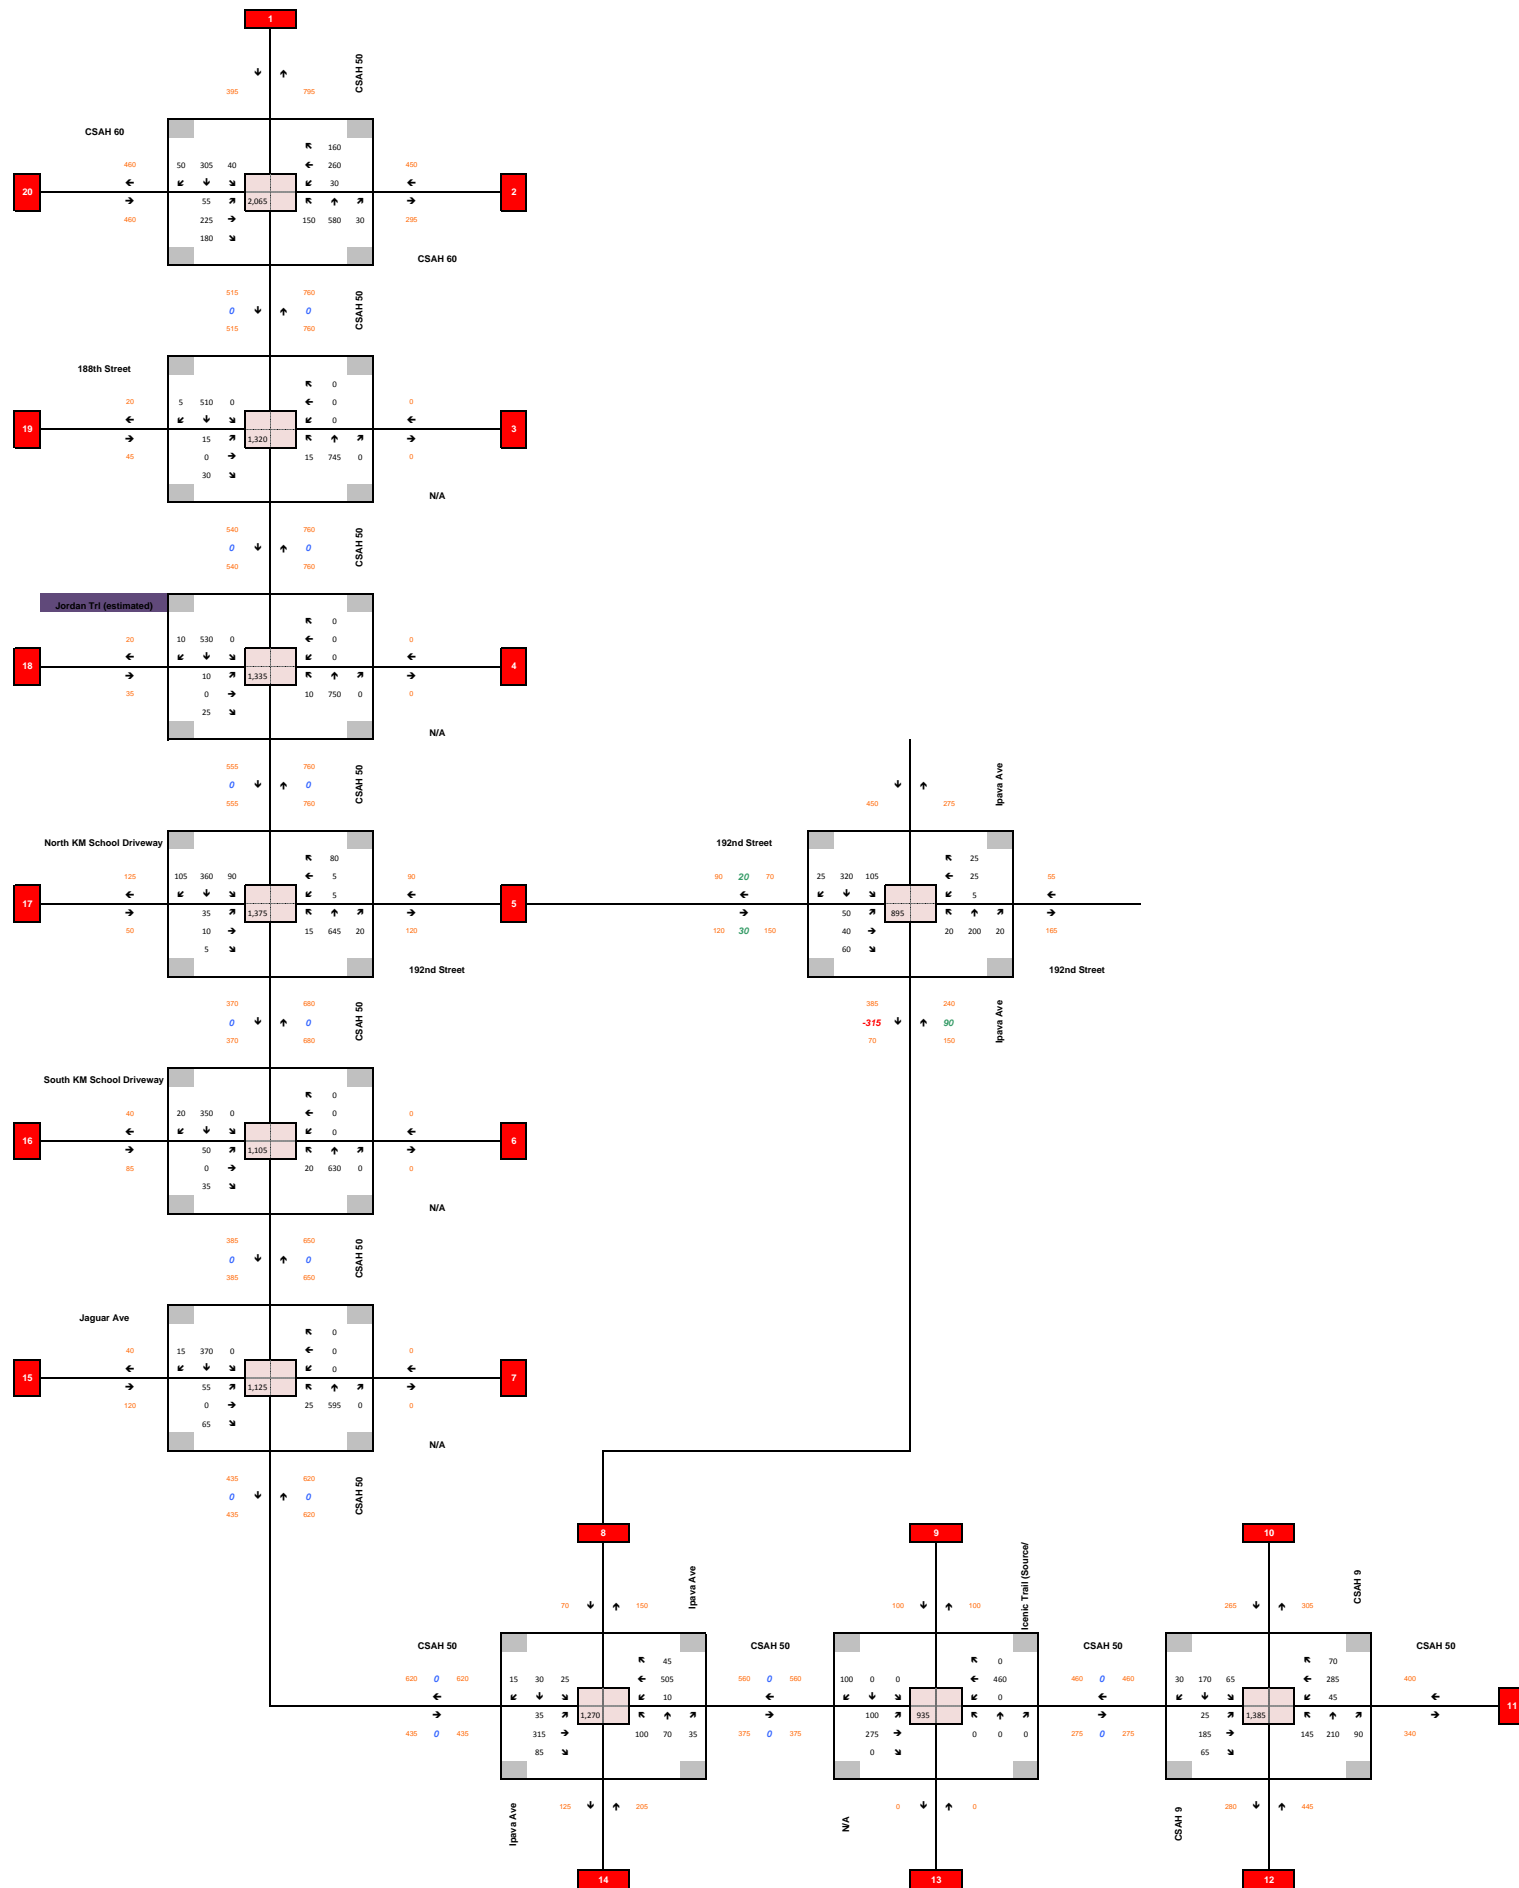 1
CSAH 50
395 795
CSAH 60
160
460 50 305 40 260 450
30
20 55 2,065 2
460 225 150 580 30 295
180
CSAH 60
515 760
0 0
515 760
CSAH 50
188th Street
0
20 5 510 0 0 0
0
19 15 1,320 3
45 0 15 745 0 0
30
N/A
540 760
0 0
540 760
CSAH 50
Jordan Trl (estimated)
0
20 10 530 0 0 0
0
18 10 1,335 4
35 0 10 750 0 0
25
N/A
555 760
0 0
555 760
CSAH 50
Ipava Ave
450 275
North KM School Driveway
80
125 105 360 90 5 90
5
17 35 1,375 5
50 10 15 645 20 120
5
192nd Street
192nd Street
25
90 20 70 25 320 105 25 55
5
50 895
120 30 150 40 20 200 20 165
60
192nd Street
370 680
0 0
370 680
CSAH 50
385 240
-315 90
70 150
Ipava Ave
South KM School Driveway
0
40 20 350 0 0 0
0
16 50 1,105 6
85 0 20 630 0 0
35
N/A
385 650
0 0
385 650
CSAH 50
Jaguar Ave
0
40 15 370 0 0 0
0
15 55 1,125 7
120 0 25 595 0 0
65
N/A
435 620
0 0
435 620
CSAH 50
8 9 10
Ipava Ave
Icenic Trail (Source/
CSAH 9
70 150 100 100 265 305
CSAH 50 CSAH 50 CSAH 50 CSAH 50
45 0 70
620 0 620 15 30 25 505 560 0 560 100 0 0 460 460 0 460 30 170 65 285 400
10 0 45
35 1,270 100 935 25 1,385 11
435 0 435 315 100 70 35 375 0 375 275 0 0 0 275 0 275 185 145 210 90 340
85 0 65
125 205 0 0 280 445
Ipava Ave
N/A
CSAH 9
14 13 12